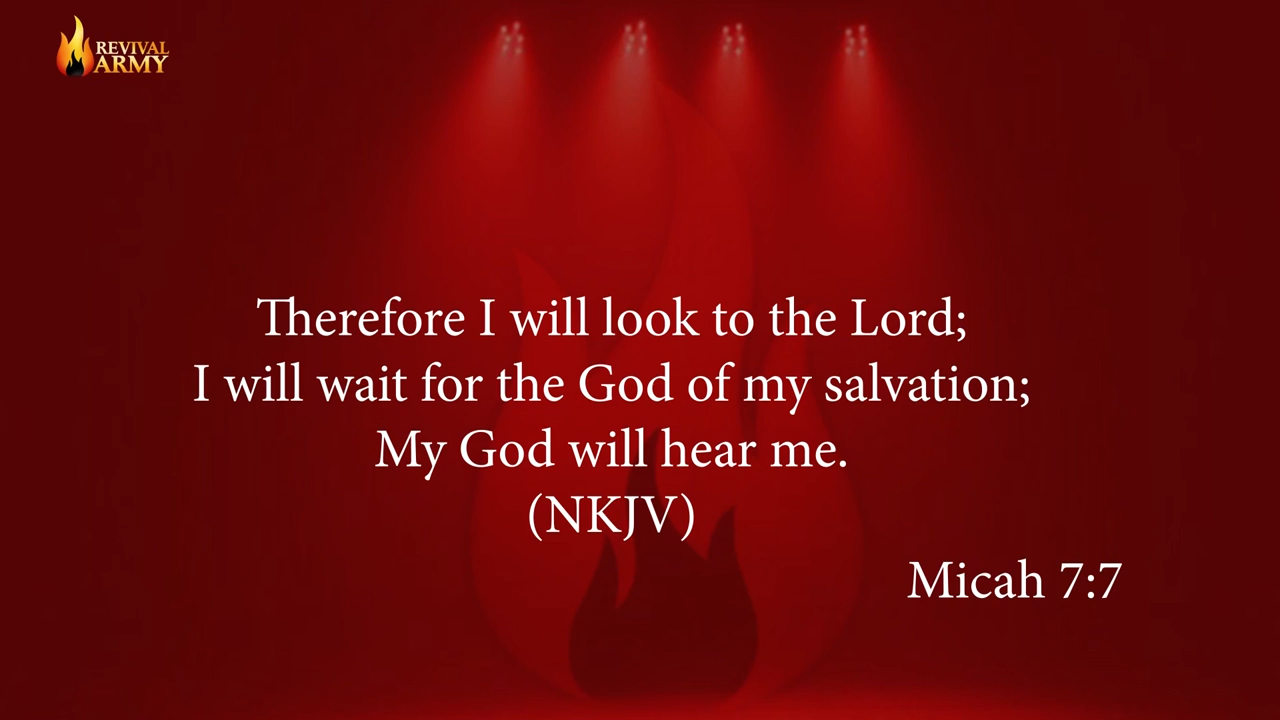 REVIVAL
ARMY
Therefore I will look to the Lord;
I will wait for the God of my salvation;
My God will hear me.
(NKJV)
Micah 7:7